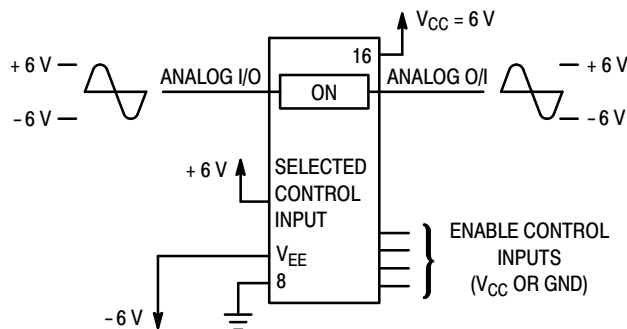 V_CC = 6 V
16
+ 6 V
ANALOG I/O
ON
ANALOG O/I
+ 6 V
− 6 V
− 6 V
+ 6 V
SELECTED
CONTROL
INPUT
V_EE
8
− 6 V
ENABLE CONTROL
INPUTS
(V_CC OR GND)